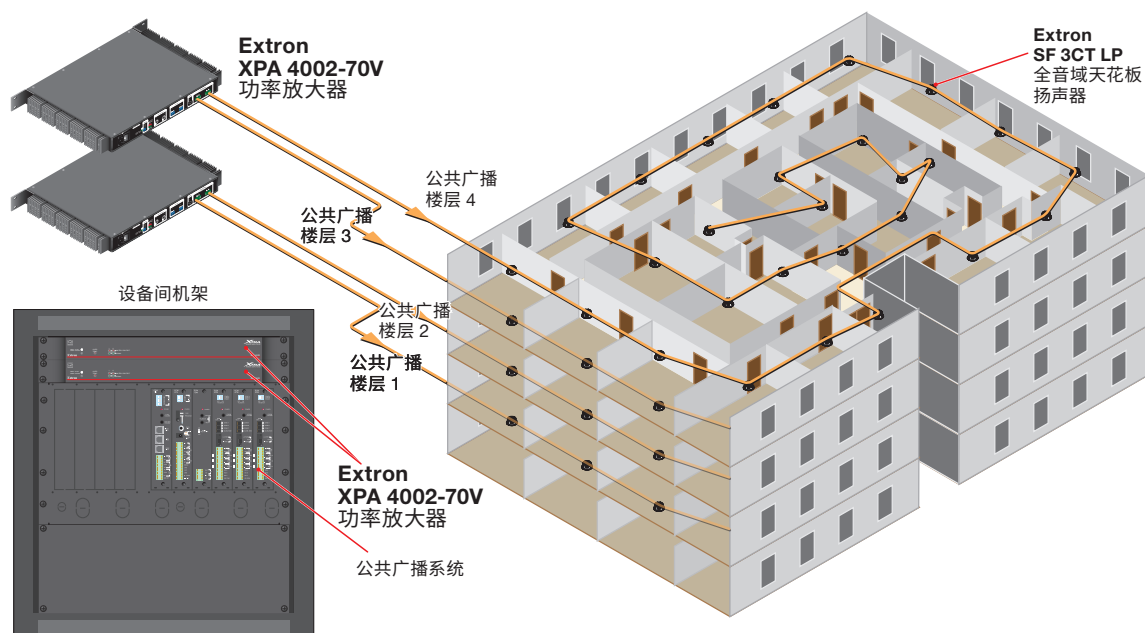 Extron
XPA 4002-70V
功率放大器
Extron
SF 3CT LP
全音域天花板
扬声器
公共广播
楼层 4
公共广播
楼层 3
公共广播
楼层 2
公共广播
楼层 1
设备间机架
Extron
XPA 4002-70V
功率放大器
公共广播系统